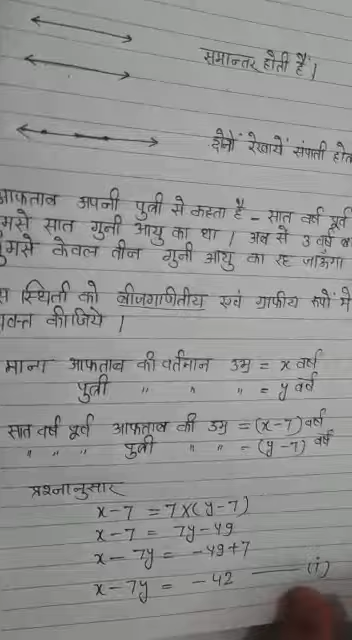 समान्तर होती हैं।
दोनों रेखायें संपाती होत
आफताब अपनी पुत्री से कहता है - सात वर्ष पूर्व
मसे सात गुनी आयु का था। अब से 3 वर्ष बा
तुमसे केवल तीन गुनी आयु का रह जाऊँगा
स स्थिती को बीजगणितीय एवं ग्राफीय रूपों मे
यक्त कीजिये।
माना आफताब की वर्तमान उम्र = x वर्ष
पुत्री " " " = y वर्ष
सात वर्ष पूर्व आफताब की उम्र = (x-7) वर्ष
" " " पुत्री " " = (y-7) वर्ष
प्रश्नानुसार
x-7 = 7x(y-7)
x-7 = 7y-49
x-7y = -49+7
x-7y = -42 — (i)